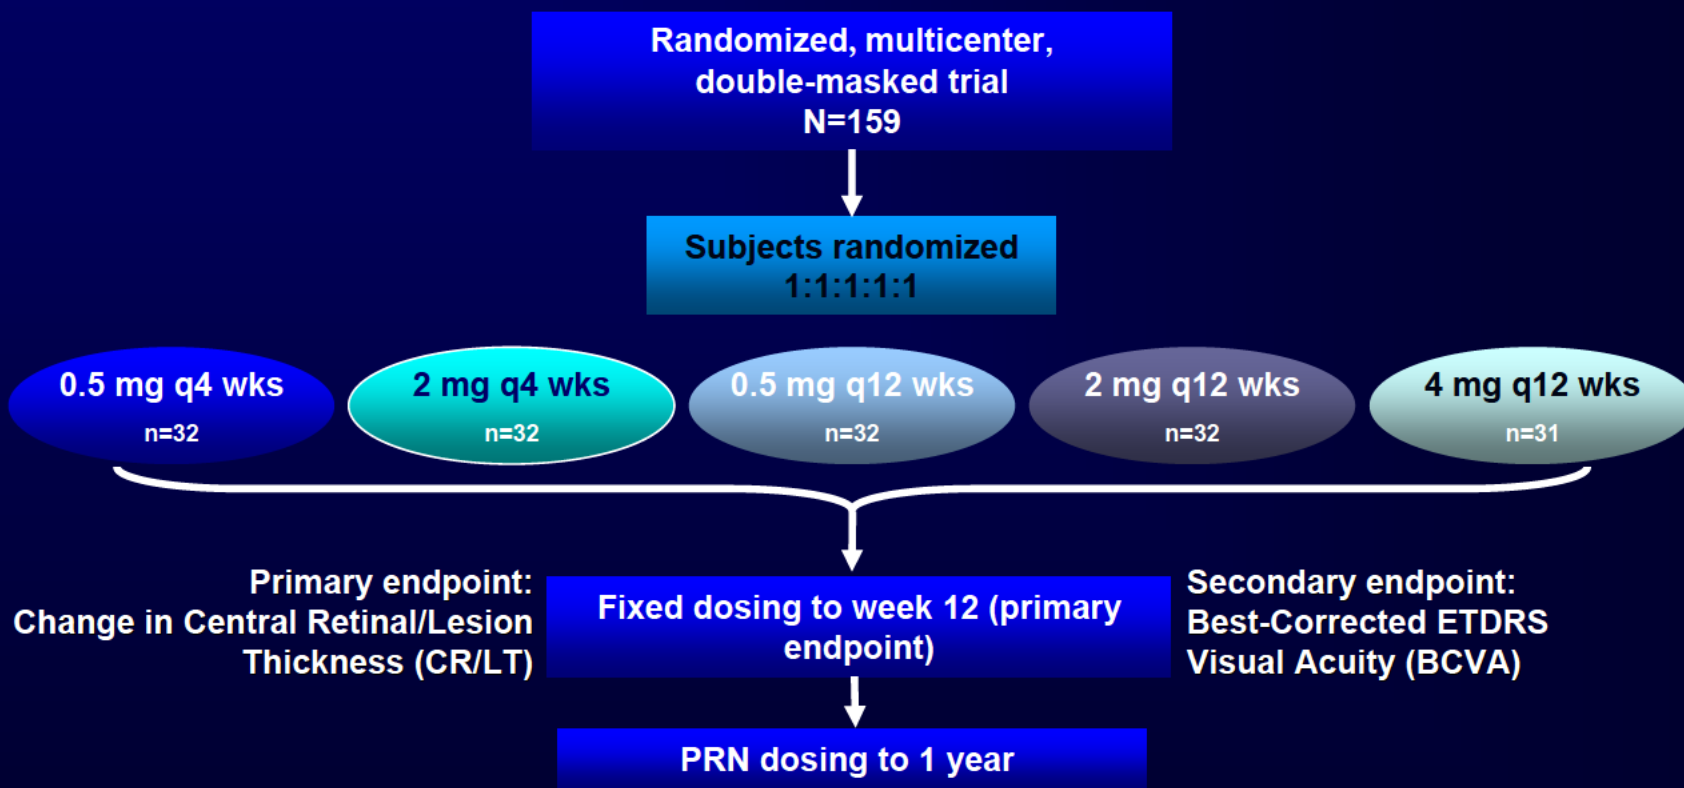 Randomized, multicenter,
double-masked trial
N=159
Subjects randomized
1:1:1:1:1
0.5 mg q4 wks
n=32
2 mg q4 wks
n=32
0.5 mg q12 wks
n=32
2 mg q12 wks
n=32
4 mg q12 wks
n=31
Primary endpoint:
Change in Central Retinal/Lesion
Thickness (CR/LT)
Fixed dosing to week 12 (primary
endpoint)
Secondary endpoint:
Best-Corrected ETDRS
Visual Acuity (BCVA)
PRN dosing to 1 year